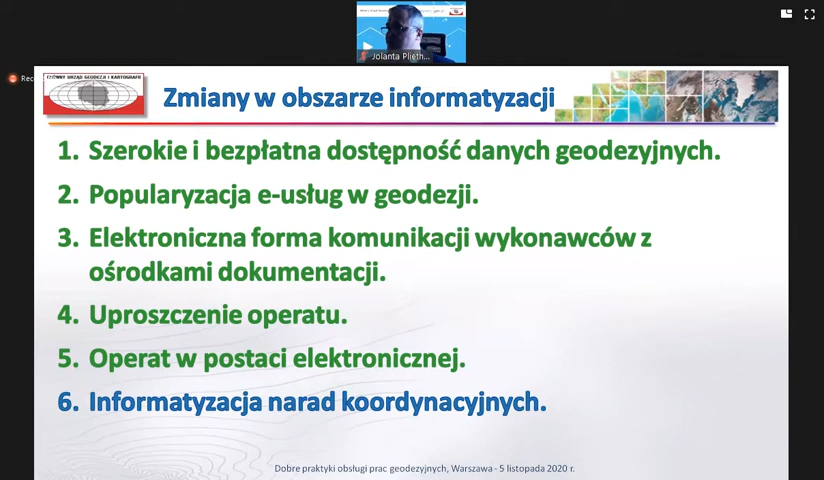 Jolanta Plieth...
Rec
GŁÓWNY URZĄD GEODEZJI I KARTOGRAFII
Zmiany w obszarze informatyzacji
1. Szerokie i bezpłatna dostępność danych geodezyjnych.
2. Popularyzacja e-usług w geodezji.
3. Elektroniczna forma komunikacji wykonawców z
ośrodkami dokumentacji.
4. Uproszczenie operatu.
5. Operat w postaci elektronicznej.
6. Informatyzacja narad koordynacyjnych.
Dobre praktyki obsługi prac geodezyjnych, Warszawa - 5 listopada 2020 r.